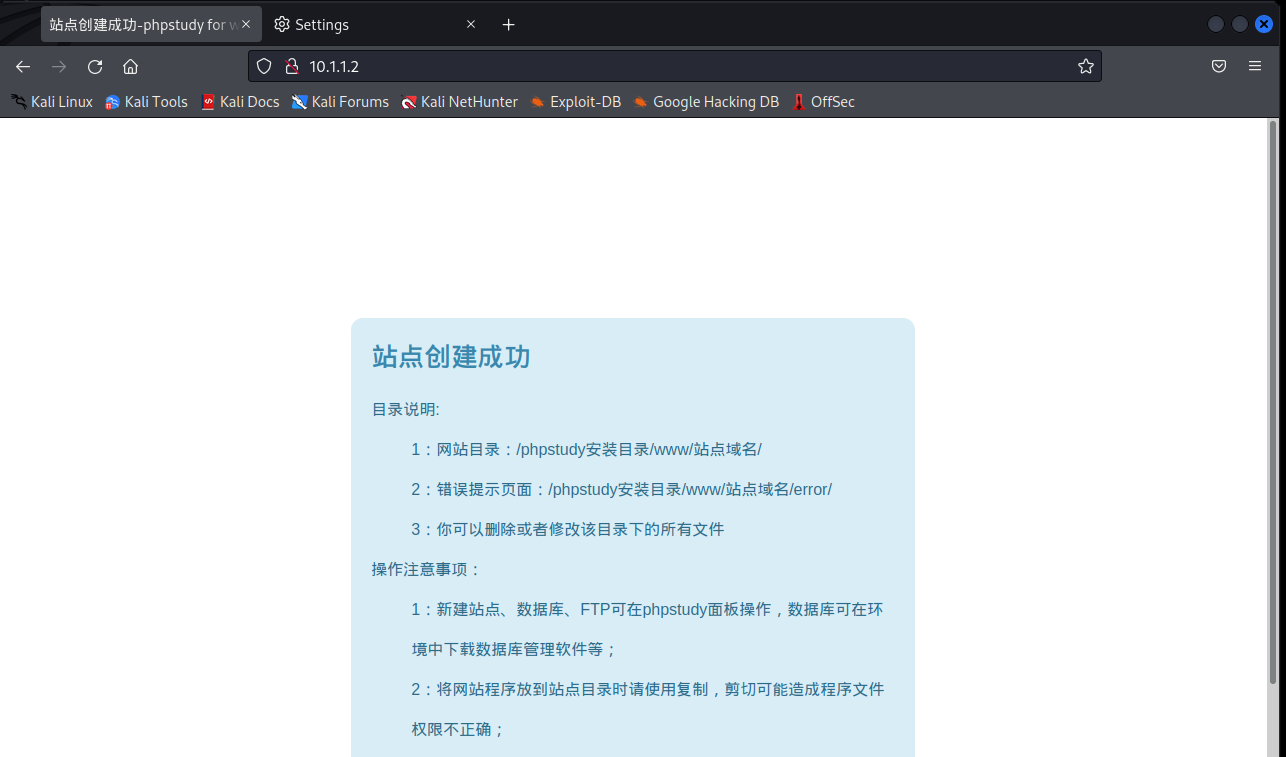 站点创建成功-phpstudy for
Settings
10.1.1.2
Kali Linux
Kali Tools
Kali Docs
Kali Forums
Kali NetHunter
Exploit-DB
Google Hacking DB
OffSec
站点创建成功
目录说明:
1：网站目录：/phpstudy安装目录/www/站点域名/
2：错误提示页面：/phpstudy安装目录/www/站点域名/error/
3：你可以删除或者修改该目录下的所有文件
操作注意事项：
1：新建站点、数据库、FTP可在phpstudy面板操作，数据库可在环
境中下载数据库管理软件等；
2：将网站程序放到站点目录时请使用复制，剪切可能造成程序文件
权限不正确；